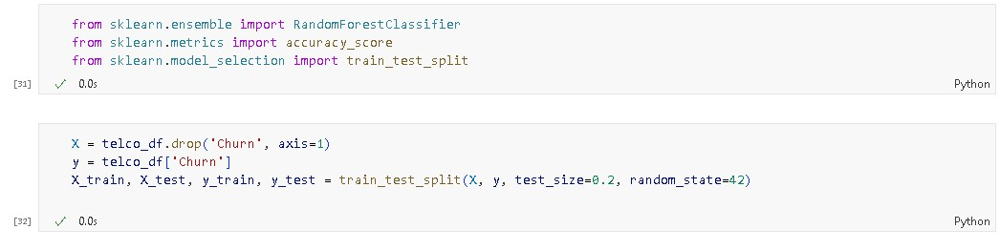 from sklearn.ensemble import RandomForestClassifier
from sklearn.metrics import accuracy_score
from sklearn.model_selection import train_test_split
[31] ✓ 0.0s Python
X = telco_df.drop('Churn', axis=1)
y = telco_df['Churn']
X_train, X_test, y_train, y_test = train_test_split(X, y, test_size=0.2, random_state=42)
[32] ✓ 0.0s Python